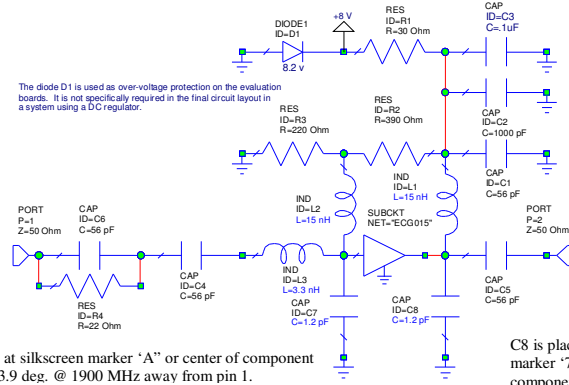 CAP
ID=C3
C=.1uF
DIODE1
ID=D1
+8 V
RES
ID=R1
R=30 Ohm
8.2 v
The diode D1 is used as over-voltage protection on the evaluation
boards. It is not specifically required in the final circuit layout in
a system using a DC regulator.
RES
ID=R3
R=220 Ohm
RES
ID=R2
R=390 Ohm
CAP
ID=C2
C=1000 pF
IND
ID=L2
L=15 nH
IND
ID=L1
L=15 nH
CAP
ID=C1
C=56 pF
PORT
P=1
Z=50 Ohm
CAP
ID=C6
C=56 pF
SUBCKT
NET="ECG015"
PORT
P=2
Z=50 Ohm
CAP
ID=C4
C=56 pF
IND
ID=L3
L=3.3 nH
CAP
ID=C5
C=56 pF
RES
ID=R4
R=22 Ohm
CAP
ID=C7
C=1.2 pF
CAP
ID=C8
C=1.2 pF
at silkscreen marker ‘A” or center of component
3.9 deg. @ 1900 MHz away from pin 1.
C8 is plac
marker ‘7
component